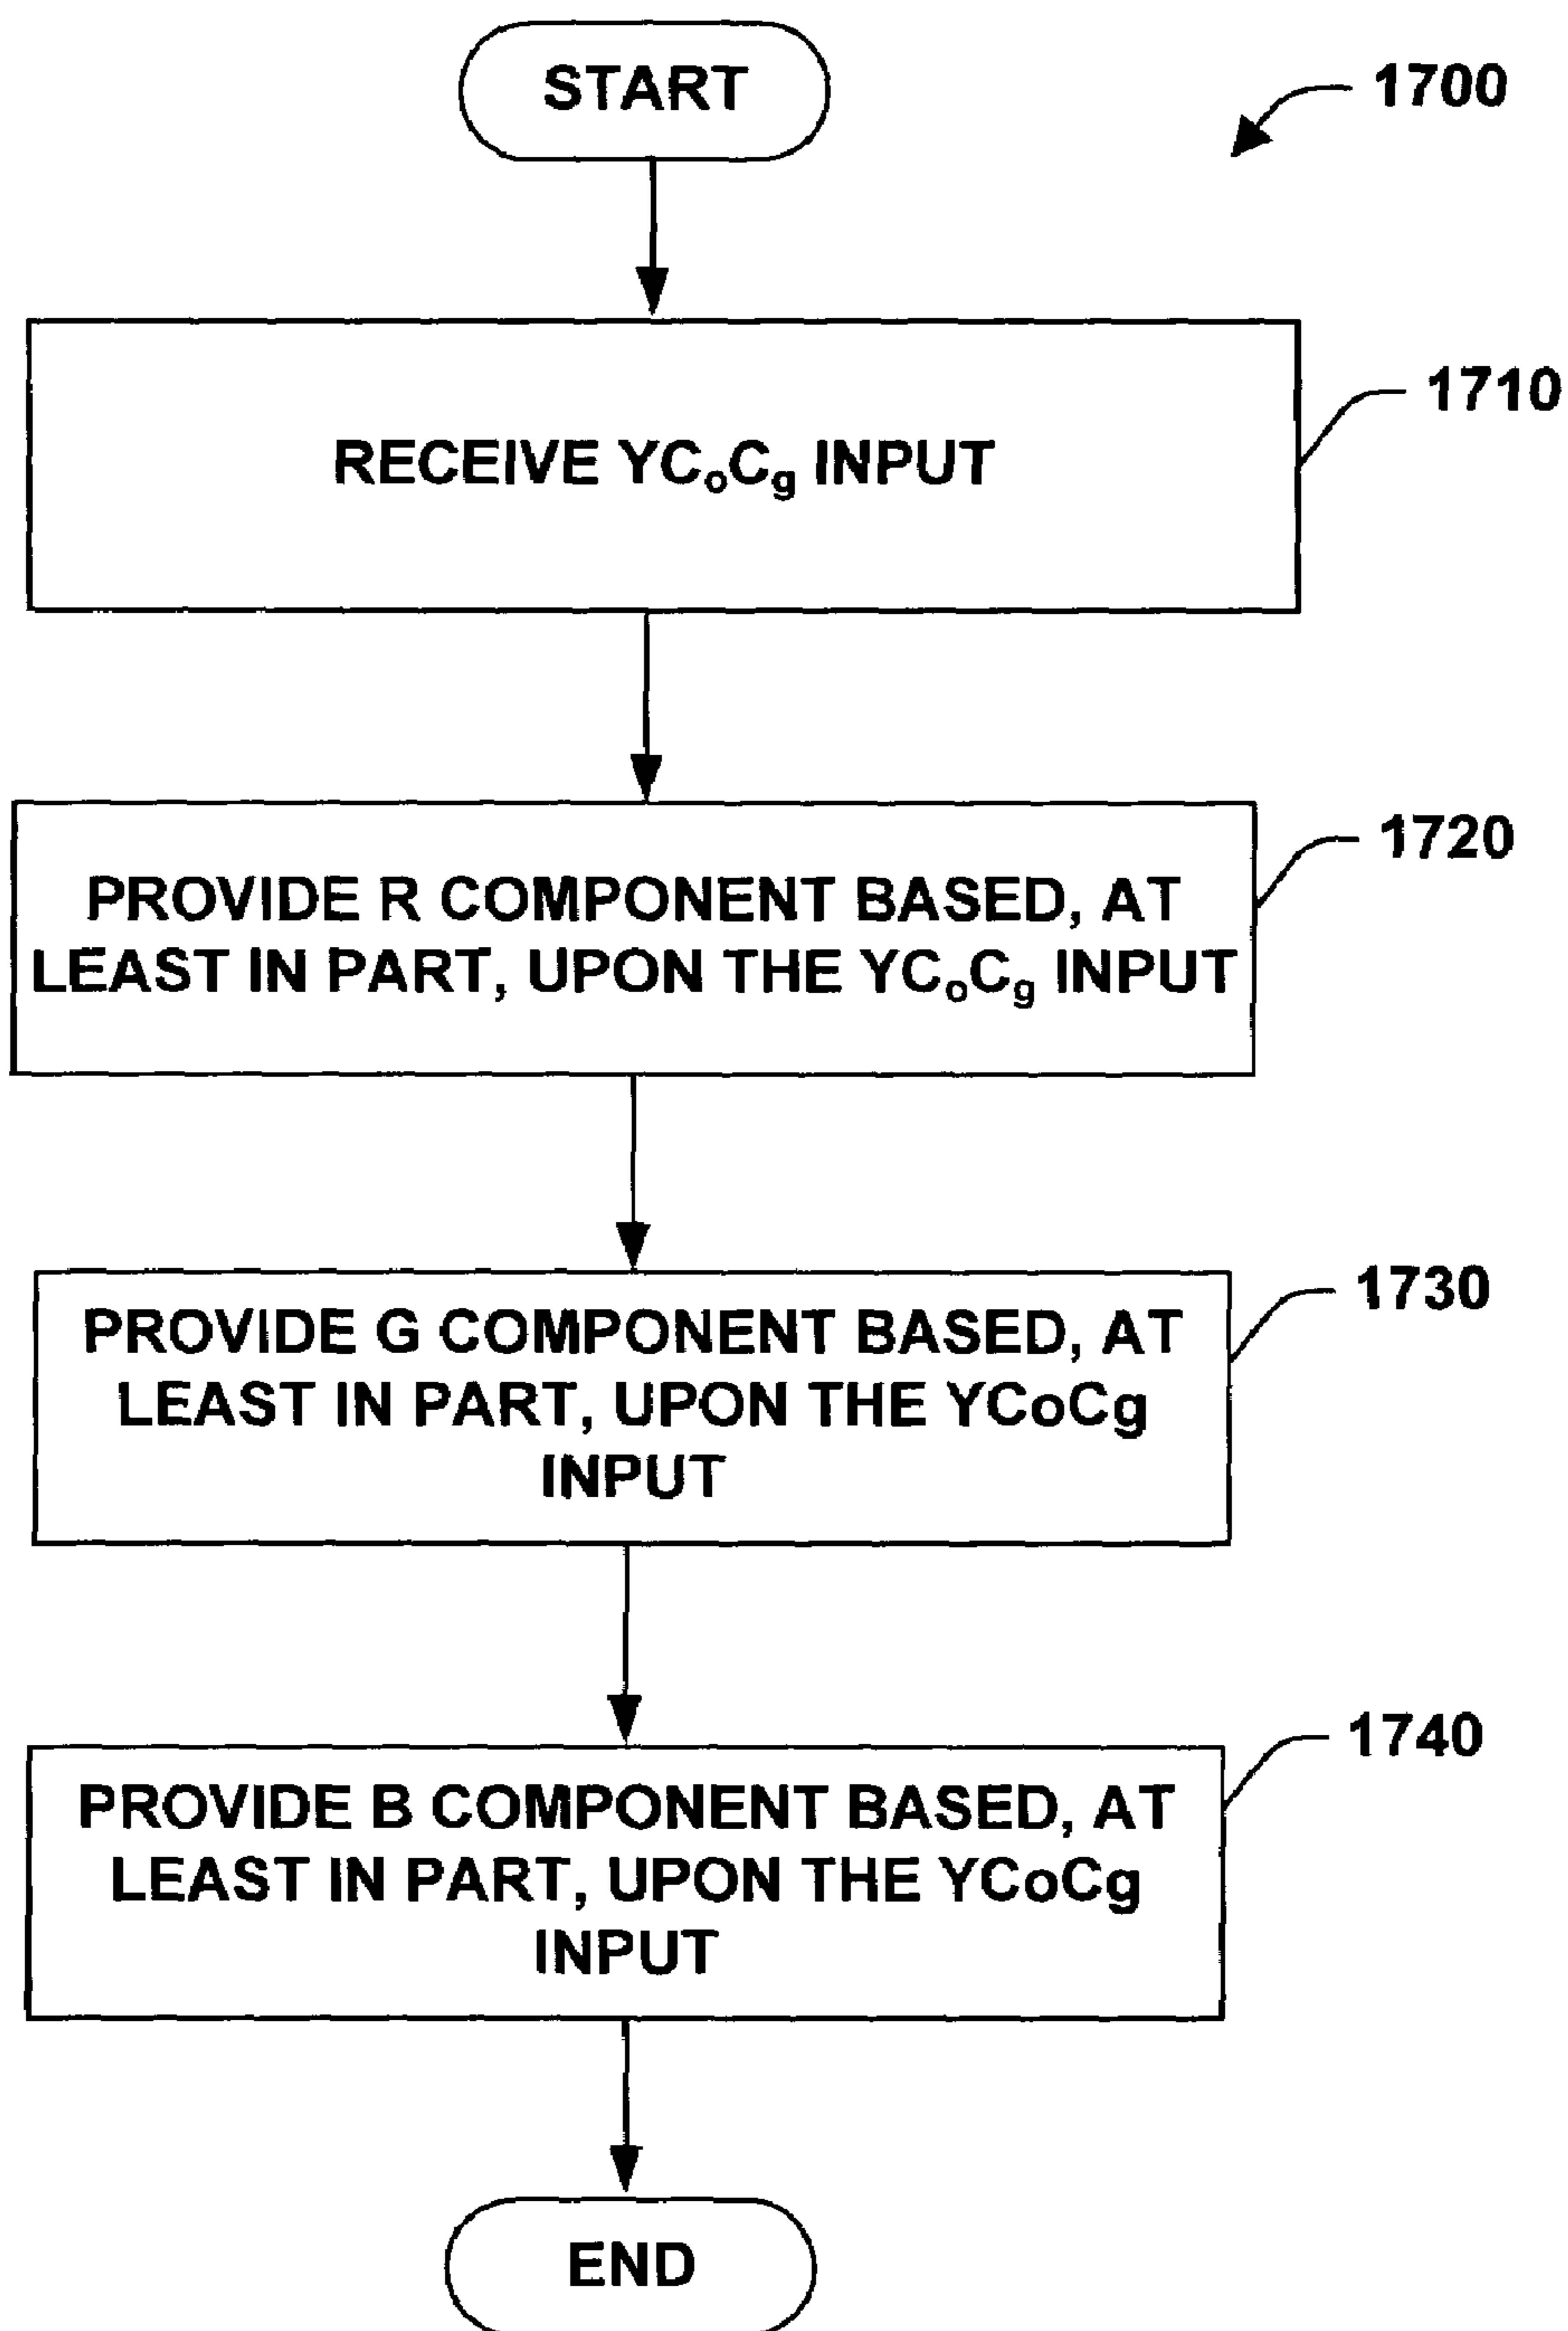 START
1700
RECEIVE YCoCg INPUT
1710
PROVIDE R COMPONENT BASED, AT
LEAST IN PART, UPON THE YCoCg INPUT
1720
PROVIDE G COMPONENT BASED, AT
LEAST IN PART, UPON THE YCoCg
INPUT
1730
PROVIDE B COMPONENT BASED, AT
LEAST IN PART, UPON THE YCoCg
INPUT
1740
END